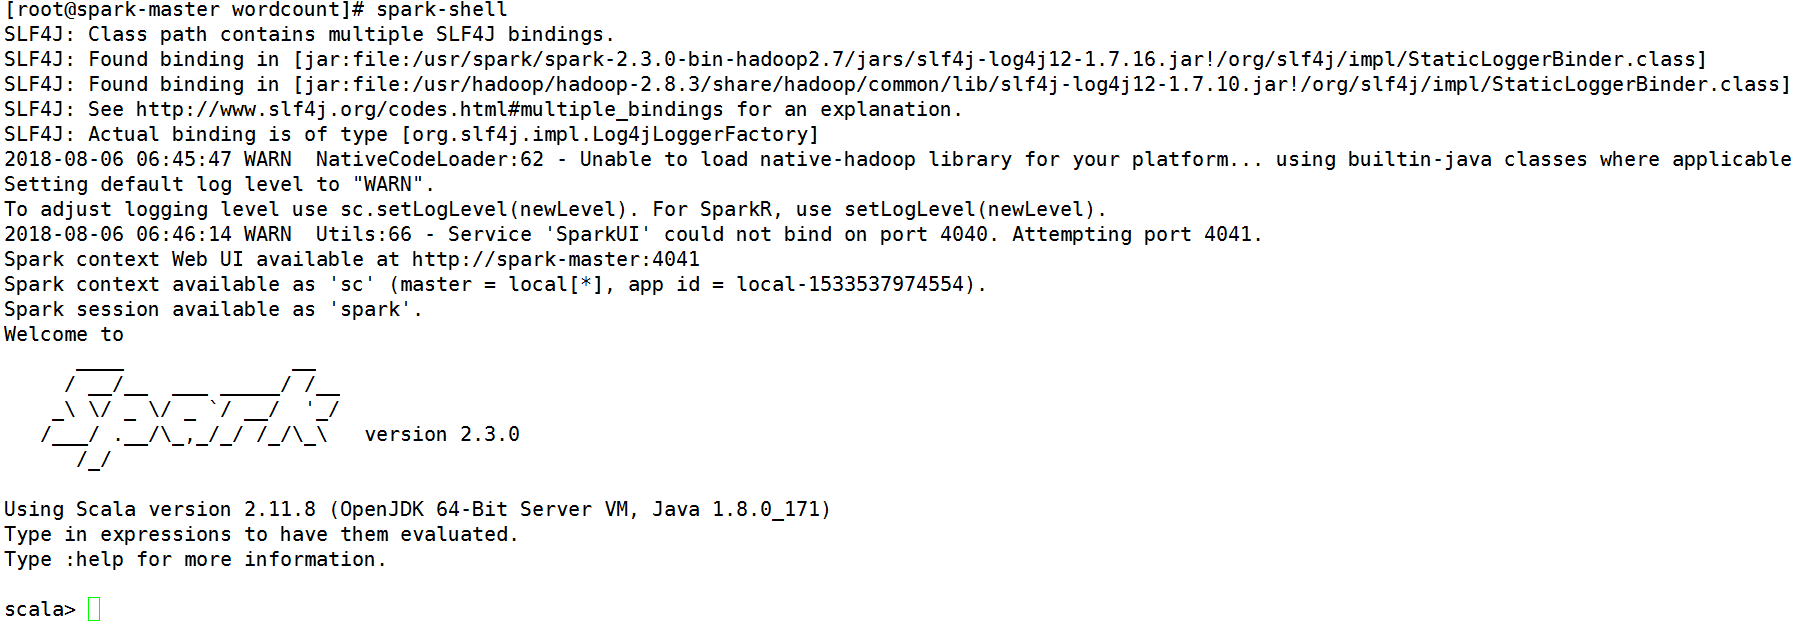 [root@spark-master wordcount]# spark-shell
SLF4J: Class path contains multiple SLF4J bindings.
SLF4J: Found binding in [jar:file:/usr/spark/spark-2.3.0-bin-hadoop2.7/jars/slf4j-log4j12-1.7.16.jar!/org/slf4j/impl/StaticLoggerBinder.class]
SLF4J: Found binding in [jar:file:/usr/hadoop/hadoop-2.8.3/share/hadoop/common/lib/slf4j-log4j12-1.7.10.jar!/org/slf4j/impl/StaticLoggerBinder.class]
SLF4J: See http://www.slf4j.org/codes.html#multiple_bindings for an explanation.
SLF4J: Actual binding is of type [org.slf4j.impl.Log4jLoggerFactory]
2018-08-06 06:45:47 WARN  NativeCodeLoader:62 - Unable to load native-hadoop library for your platform... using builtin-java classes where applicable
Setting default log level to "WARN".
To adjust logging level use sc.setLogLevel(newLevel). For SparkR, use setLogLevel(newLevel).
2018-08-06 06:46:14 WARN  Utils:66 - Service 'SparkUI' could not bind on port 4040. Attempting port 4041.
Spark context Web UI available at http://spark-master:4041
Spark context available as 'sc' (master = local[*], app id = local-1533537974554).
Spark session available as 'spark'.
Welcome to
      ____              __
     / __/__  ___ _____/ /__
    _\ \/ _ \/ _ `/ __/  '_/
   /___/ .__/\_,_/_/ /_/\_\   version 2.3.0
      /_/
Using Scala version 2.11.8 (OpenJDK 64-Bit Server VM, Java 1.8.0_171)
Type in expressions to have them evaluated.
Type :help for more information.
scala>